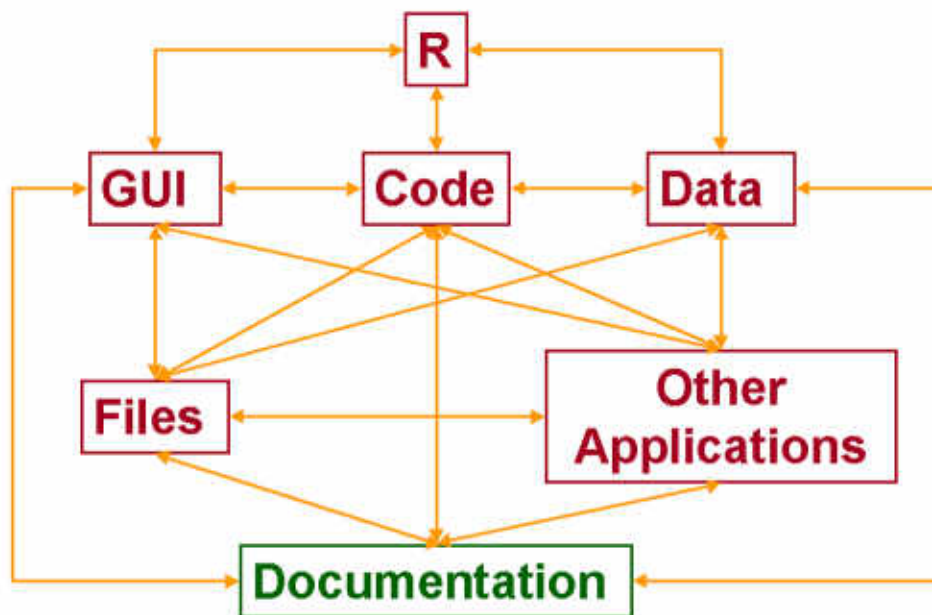 R
GUI
Code
Data
Files
Other
Applications
Documentation